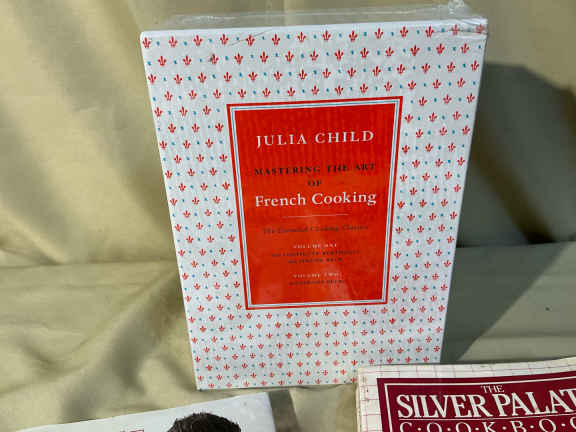 JULIA CHILD
MASTERING THE ART
OF
French Cooking
The Essential Cooking Classics
VOLUME ONE
VOLUME TWO
THE
SILVER PALAT
C·O·O·K·B·O